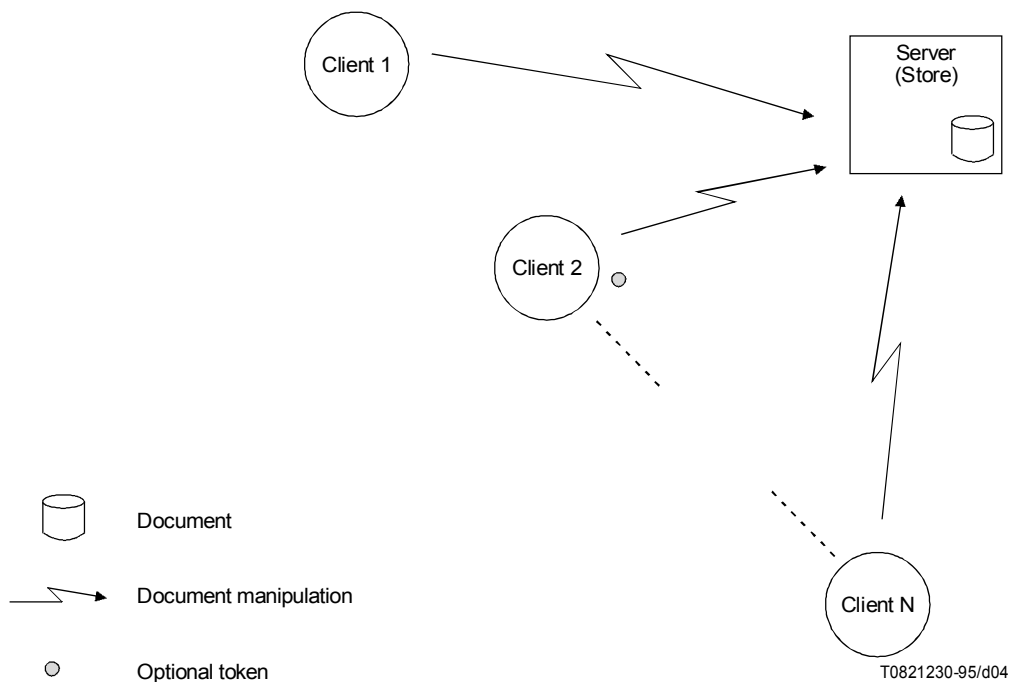 Client 1
Server
(Store)
Client 2
Document
Document manipulation
Client N
Optional token
T0821230-95/d04